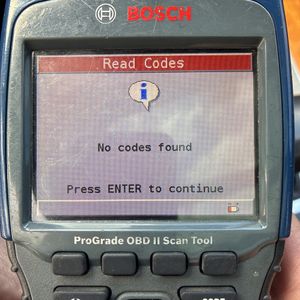 BOSCH
Read Codes
i
No codes found
Press ENTER to continue
ProGrade OBD II Scan Tool